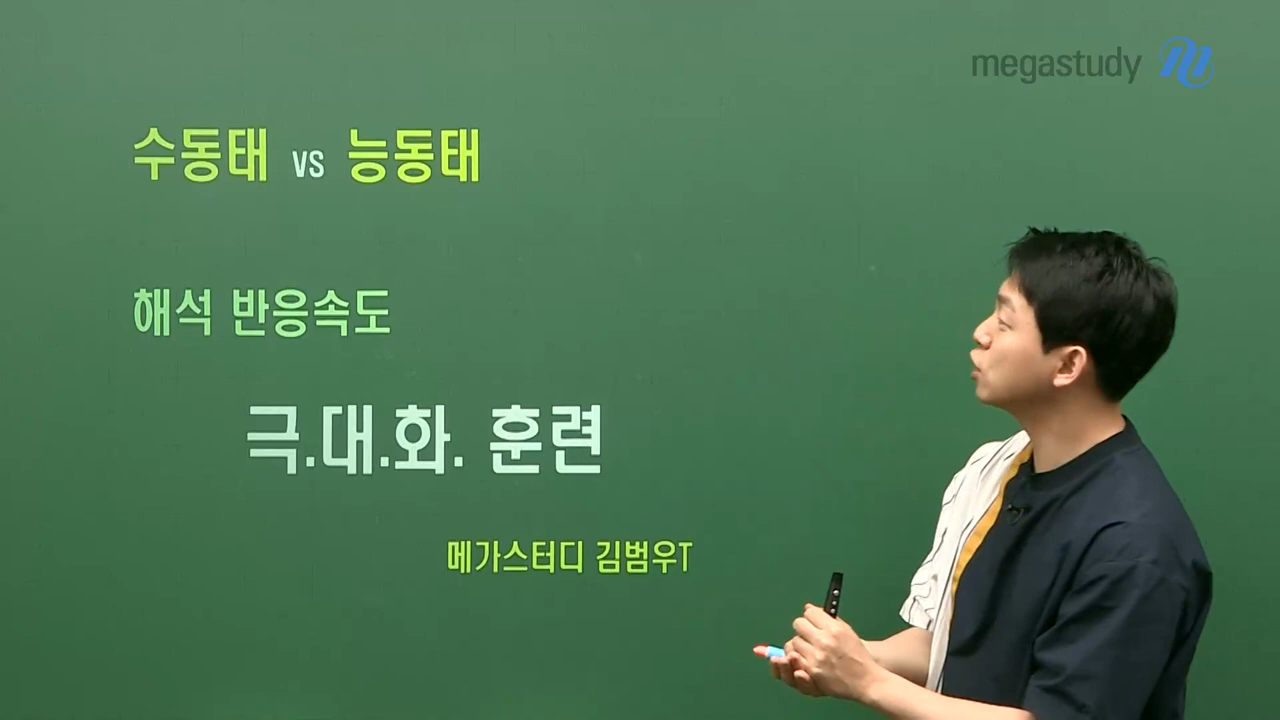 megastudy
수동태 vs 능동태
해석 반응속도
극.대.화. 훈련
메가스터디 김범우T